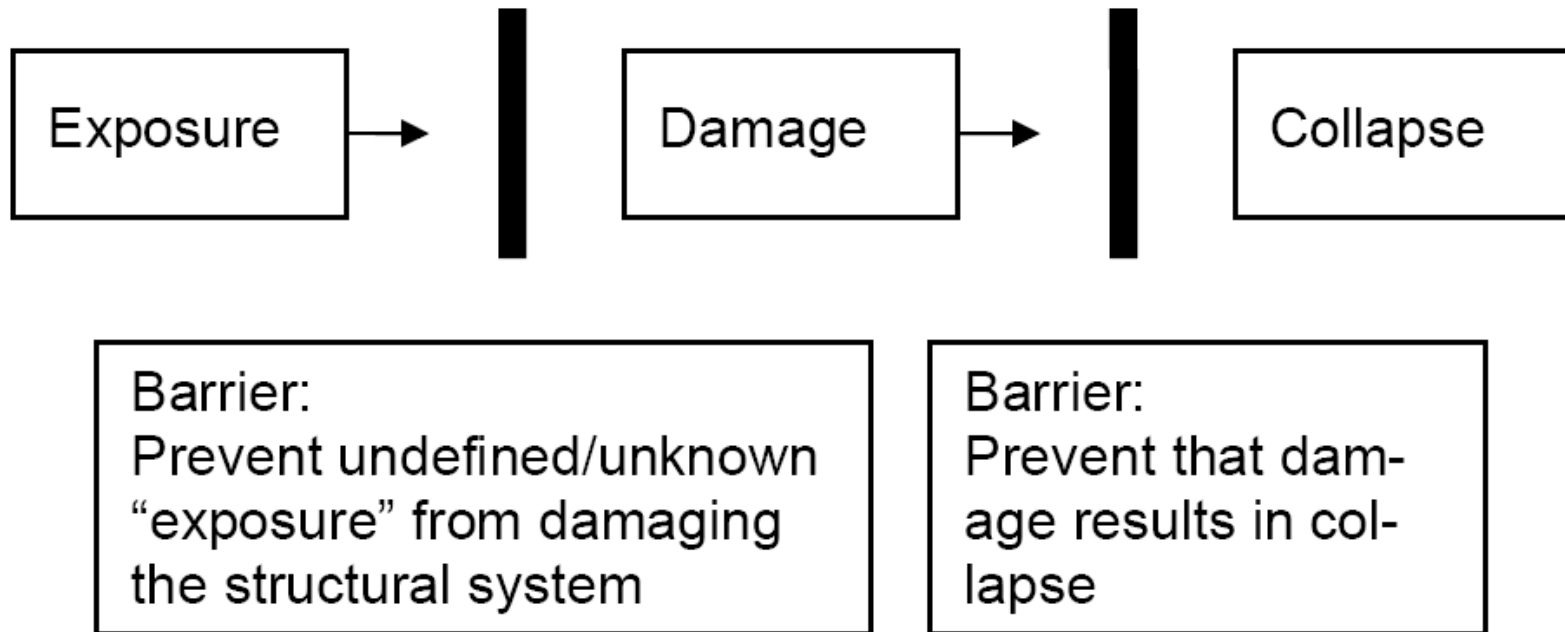 Exposure
Damage
Collapse
Barrier:
Prevent undefined/unknown
“exposure” from damaging
the structural system
Barrier:
Prevent that dam-
age results in col-
lapse